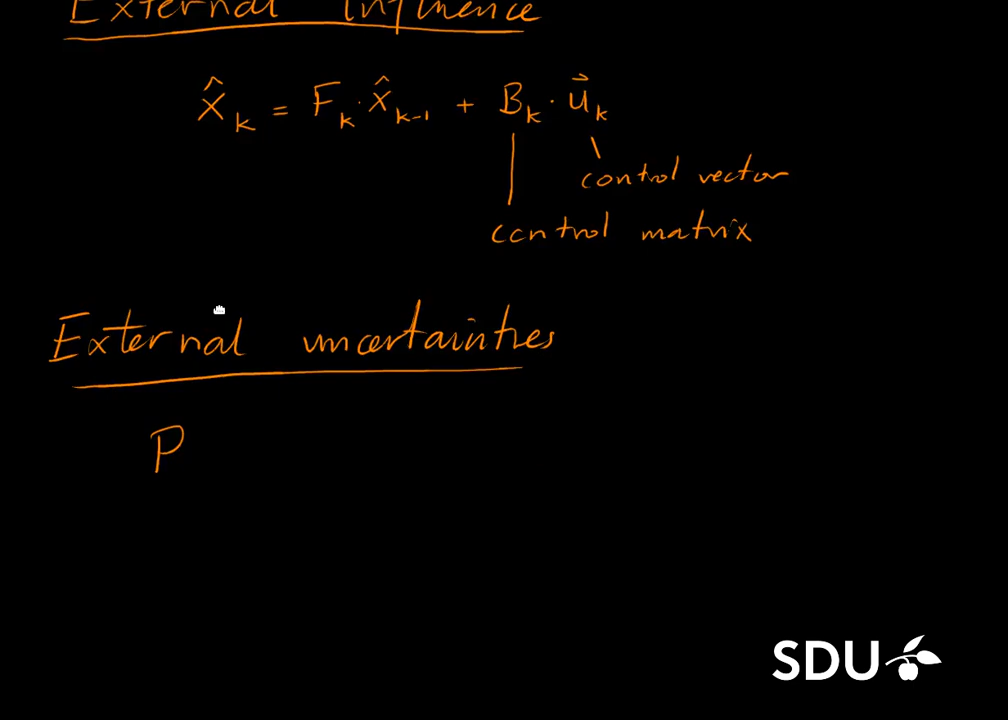 External Influence
x̂ₖ = Fₖ · x̂ₖ₋₁ + Bₖ · u⃗ₖ
control vector
control matrix
External uncertainties
P
SDU